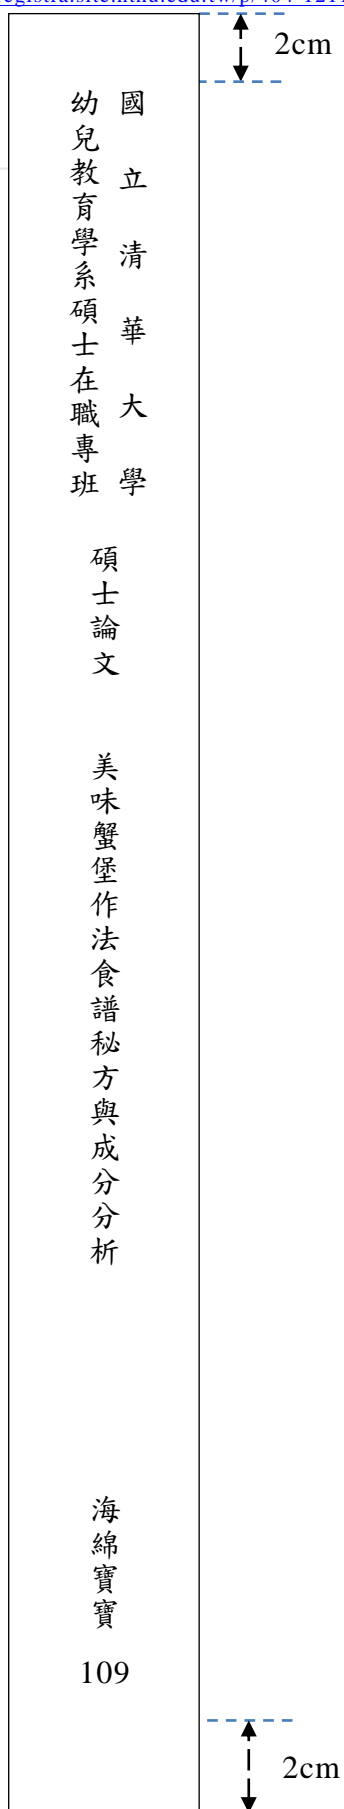 2cm
國立清華大學
幼兒教育學系碩士在職專班
碩士論文
美味蟹堡作法食譜秘方與成分分析
海綿寶寶
109
2cm